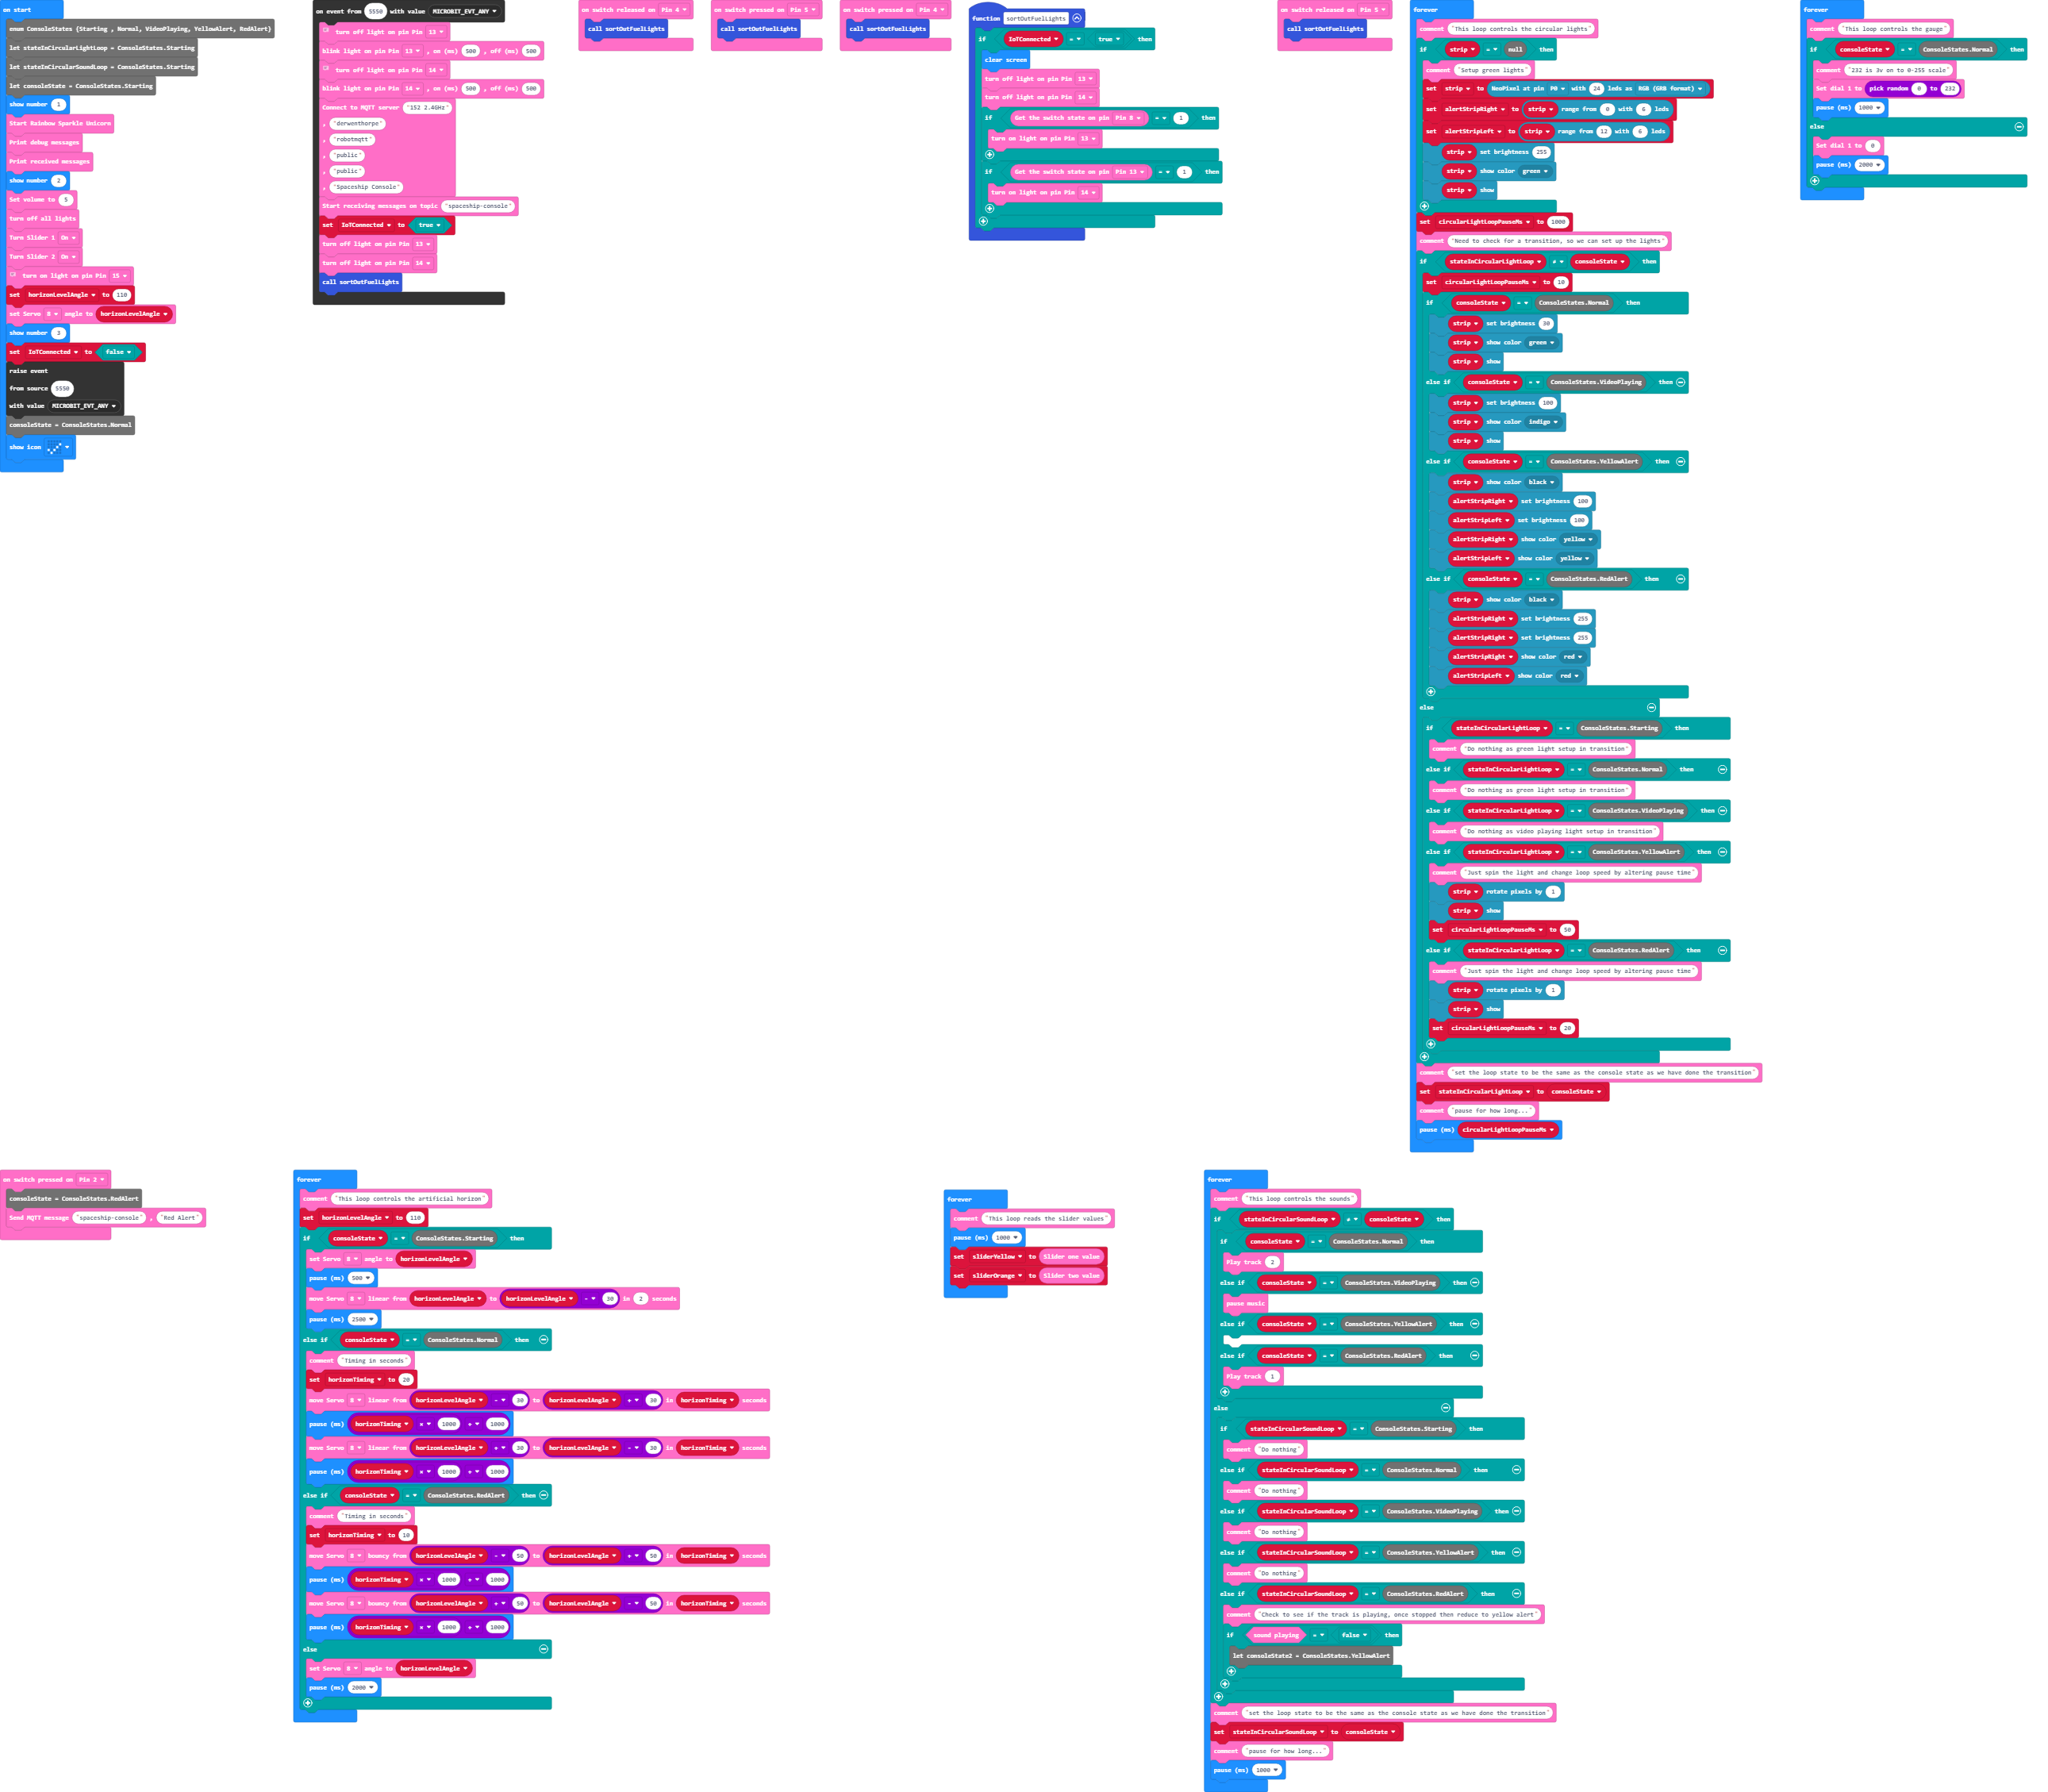 on start
enum ConsoleStates {Starting , Normal, VideoPlaying, YellowAlert, RedAlert}
let stateInCircularLightLoop = ConsoleStates.Starting
let stateInCircularSoundLoop = ConsoleStates.Starting
let consoleState = ConsoleStates.Starting
show number 1
Start Rainbow Sparkle Unicorn
Print debug messages
Print received messages
show number 2
Set volume to 5
turn off all lights
Turn Slider 1 On
Turn Slider 2 On
turn on light on pin Pin 15
set horizonLevelAngle to 110
set Servo 8 angle to horizonLevelAngle
show number 3
set IoTConnected to false
raise event
from source 5550
with value MICROBIT_EVT_ANY
consoleState = ConsoleStates.Normal
show icon
on event from 5550 with value MICROBIT_EVT_ANY
turn off light on pin Pin 13
blink light on pin Pin 13 , on (ms) 500 , off (ms) 500
turn off light on pin Pin 14
blink light on pin Pin 14 , on (ms) 500 , off (ms) 500
Connect to MQTT server "152 2.4GHz"
, "derwenthorpe"
, "robotmqtt"
, "public"
, "public"
, "Spaceship Console"
Start receiving messages on topic "spaceship-console"
set IoTConnected to true
turn off light on pin Pin 13
turn off light on pin Pin 14
call sortOutFuelLights
on switch released on Pin 4
call sortOutFuelLights
on switch pressed on Pin 5
call sortOutFuelLights
on switch pressed on Pin 4
call sortOutFuelLights
function sortOutFuelLights
if IoTConnected = true then
clear screen
turn off light on pin Pin 13
turn off light on pin Pin 14
if Get the switch state on pin Pin 8 = 1 then
turn on light on pin Pin 13
if Get the switch state on pin Pin 13 = 1 then
turn on light on pin Pin 14
on switch released on Pin 5
call sortOutFuelLights
forever
comment "This loop controls the circular lights"
if strip = null then
comment "Setup green lights"
set strip to NeoPixel at pin P0 with 24 leds as RGB (GRB format)
set alertStripRight to strip range from 0 with 6 leds
set alertStripLeft to strip range from 12 with 6 leds
strip set brightness 255
strip show color green
strip show
set circularLightLoopPauseMs to 1000
comment "Need to check for a transition, so we can set up the lights"
if stateInCircularLightLoop ≠ consoleState then
set circularLightLoopPauseMs to 10
if consoleState = ConsoleStates.Normal then
strip set brightness 30
strip show color green
strip show
else if consoleState = ConsoleStates.VideoPlaying then
strip set brightness 100
strip show color indigo
strip show
else if consoleState = ConsoleStates.YellowAlert then
strip show color black
alertStripRight set brightness 100
alertStripLeft set brightness 100
alertStripRight show color yellow
alertStripLeft show color yellow
else if consoleState = ConsoleStates.RedAlert then
strip show color black
alertStripRight set brightness 255
alertStripRight set brightness 255
alertStripRight show color red
alertStripLeft show color red
else
if stateInCircularLightLoop = ConsoleStates.Starting then
comment "Do nothing as green light setup in transition"
else if stateInCircularLightLoop = ConsoleStates.Normal then
comment "Do nothing as green light setup in transition"
else if stateInCircularLightLoop = ConsoleStates.VideoPlaying then
comment "Do nothing as video playing light setup in transition"
else if stateInCircularLightLoop = ConsoleStates.YellowAlert then
comment "Just spin the light and change loop speed by altering pause time"
strip rotate pixels by 1
strip show
set circularLightLoopPauseMs to 50
else if stateInCircularLightLoop = ConsoleStates.RedAlert then
comment "Just spin the light and change loop speed by altering pause time"
strip rotate pixels by 1
strip show
set circularLightLoopPauseMs to 20
comment "set the loop state to be the same as the console state as we have done the transition"
set stateInCircularLightLoop to consoleState
comment "pause for how long..."
pause (ms) circularLightLoopPauseMs
forever
comment "This loop controls the gauge"
if consoleState = ConsoleStates.Normal then
comment "232 is 3v on to 0-255 scale"
Set dial 1 to pick random 0 to 232
pause (ms) 1000
else
Set dial 1 to 0
pause (ms) 2000
on switch pressed on Pin 2
consoleState = ConsoleStates.RedAlert
Send MQTT message "spaceship-console" , "Red Alert"
forever
comment "This loop controls the artificial horizon"
set horizonLevelAngle to 110
if consoleState = ConsoleStates.Starting then
set Servo 8 angle to horizonLevelAngle
pause (ms) 500
move Servo 8 linear from horizonLevelAngle to horizonLevelAngle - 30 in 2 seconds
pause (ms) 2500
else if consoleState = ConsoleStates.Normal then
comment "Timing in seconds"
set horizonTiming to 20
move Servo 8 linear from horizonLevelAngle - 30 to horizonLevelAngle + 30 in horizonTiming seconds
pause (ms) horizonTiming × 1000 + 1000
move Servo 8 linear from horizonLevelAngle + 30 to horizonLevelAngle - 30 in horizonTiming seconds
pause (ms) horizonTiming × 1000 + 1000
else if consoleState = ConsoleStates.RedAlert then
comment "Timing in seconds"
set horizonTiming to 10
move Servo 8 bouncy from horizonLevelAngle - 50 to horizonLevelAngle + 50 in horizonTiming seconds
pause (ms) horizonTiming × 1000 + 1000
move Servo 8 bouncy from horizonLevelAngle + 50 to horizonLevelAngle - 50 in horizonTiming seconds
pause (ms) horizonTiming × 1000 + 1000
else
set Servo 8 angle to horizonLevelAngle
pause (ms) 2000
forever
comment "This loop reads the slider values"
pause (ms) 1000
set sliderYellow to Slider one value
set sliderOrange to Slider two value
forever
comment "This loop controls the sounds"
if stateInCircularSoundLoop ≠ consoleState then
if consoleState = ConsoleStates.Normal then
Play track 2
else if consoleState = ConsoleStates.VideoPlaying then
pause music
else if consoleState = ConsoleStates.YellowAlert then
else if consoleState = ConsoleStates.RedAlert then
Play track 1
else
if stateInCircularSoundLoop = ConsoleStates.Starting then
comment "Do nothing"
else if stateInCircularSoundLoop = ConsoleStates.Normal then
comment "Do nothing"
else if stateInCircularSoundLoop = ConsoleStates.VideoPlaying then
comment "Do nothing"
else if stateInCircularSoundLoop = ConsoleStates.YellowAlert then
comment "Do nothing"
else if stateInCircularSoundLoop = ConsoleStates.RedAlert then
comment "Check to see if the track is playing, once stopped then reduce to yellow alert"
if sound playing = false then
let consoleState2 = ConsoleStates.YellowAlert
comment "set the loop state to be the same as the console state as we have done the transition"
set stateInCircularSoundLoop to consoleState
comment "pause for how long..."
pause (ms) 1000